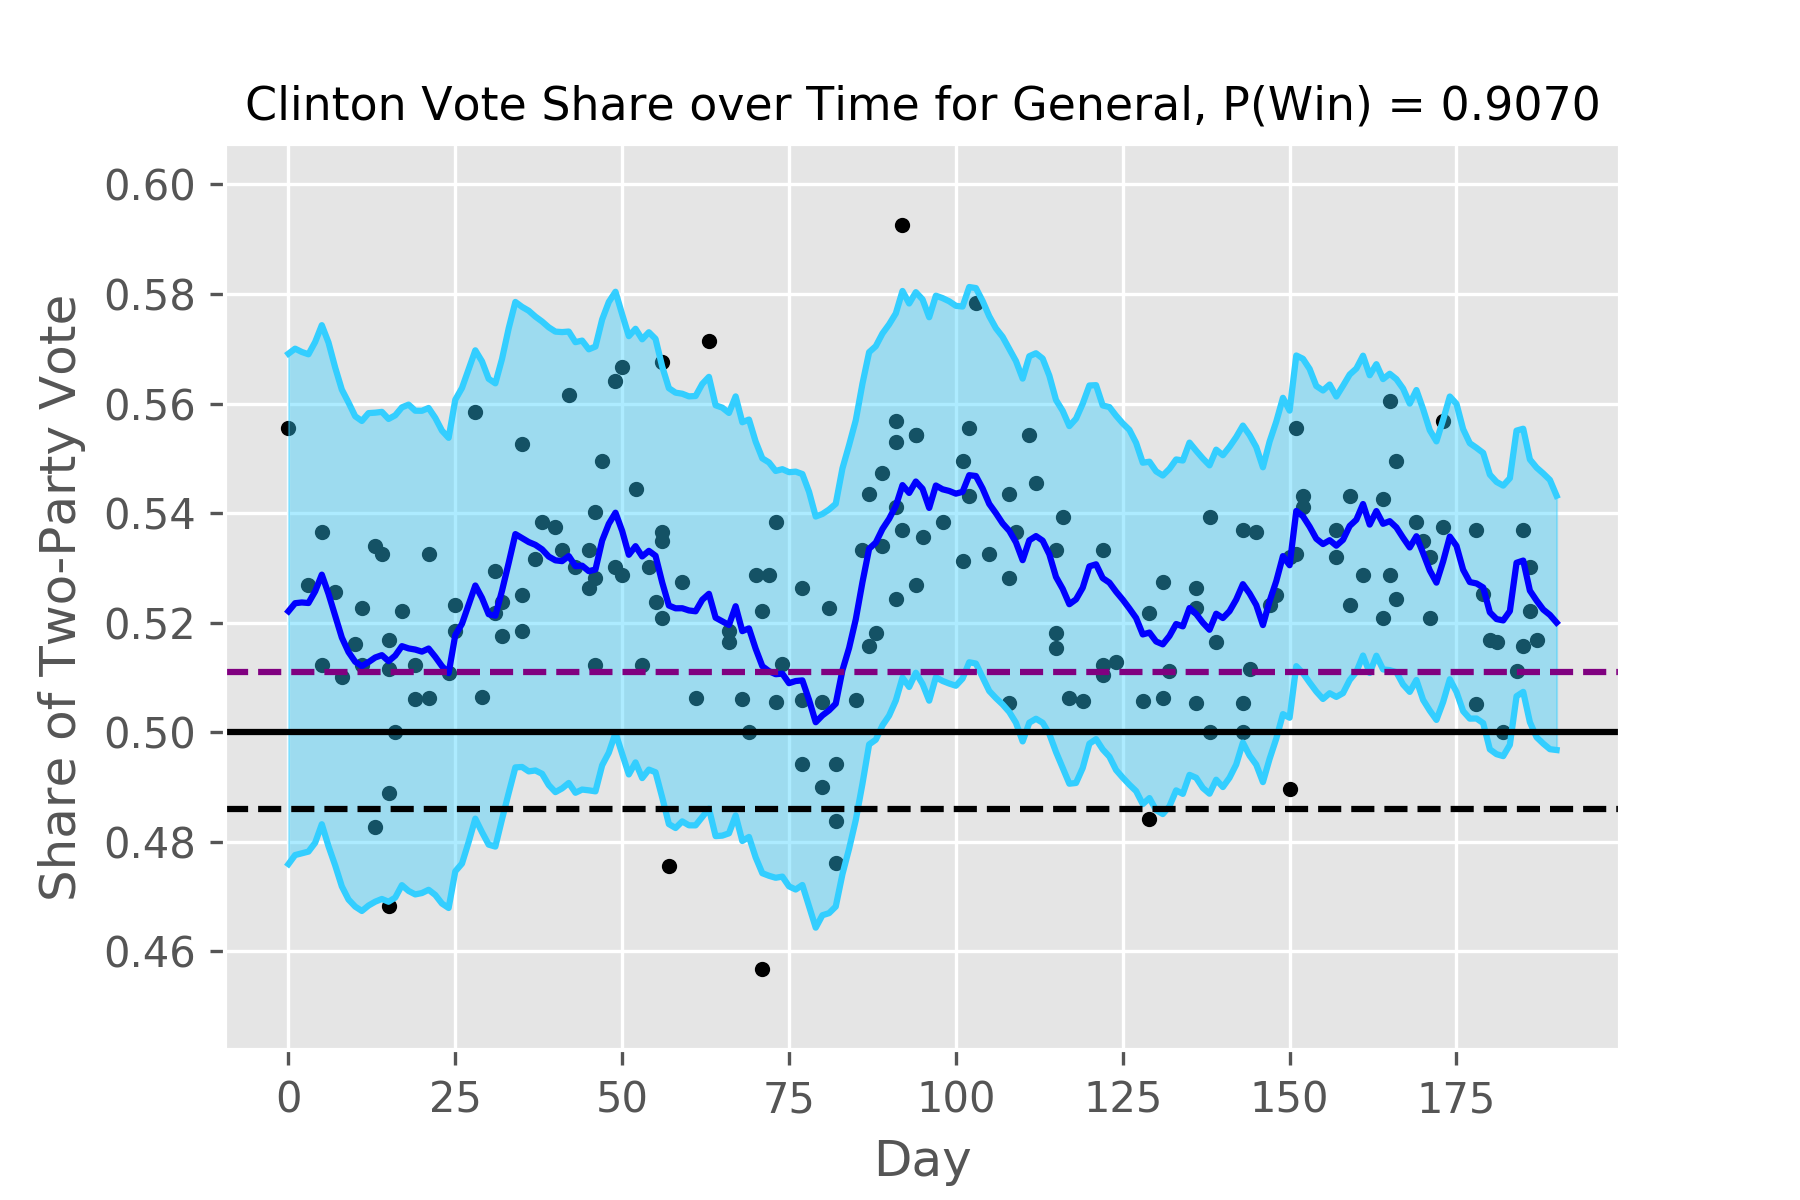 Clinton Vote Share over Time for General, P(Win) = 0.9070
Share of Two-Party Vote
0.60
0.58
0.56
0.54
0.52
0.50
0.48
0.46
0 25 50 75 100 125 150 175
Day